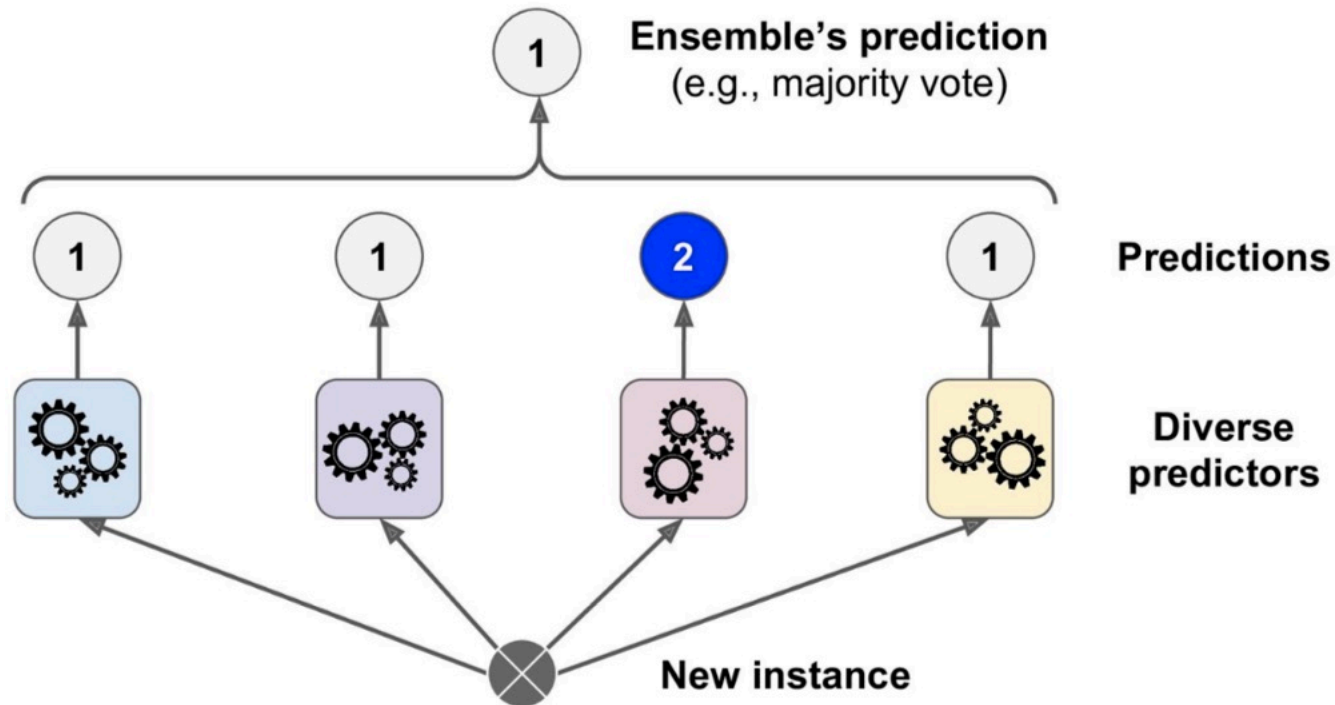 1
Ensemble’s prediction
(e.g., majority vote)
1 1 2 1
Predictions
Diverse
predictors
New instance